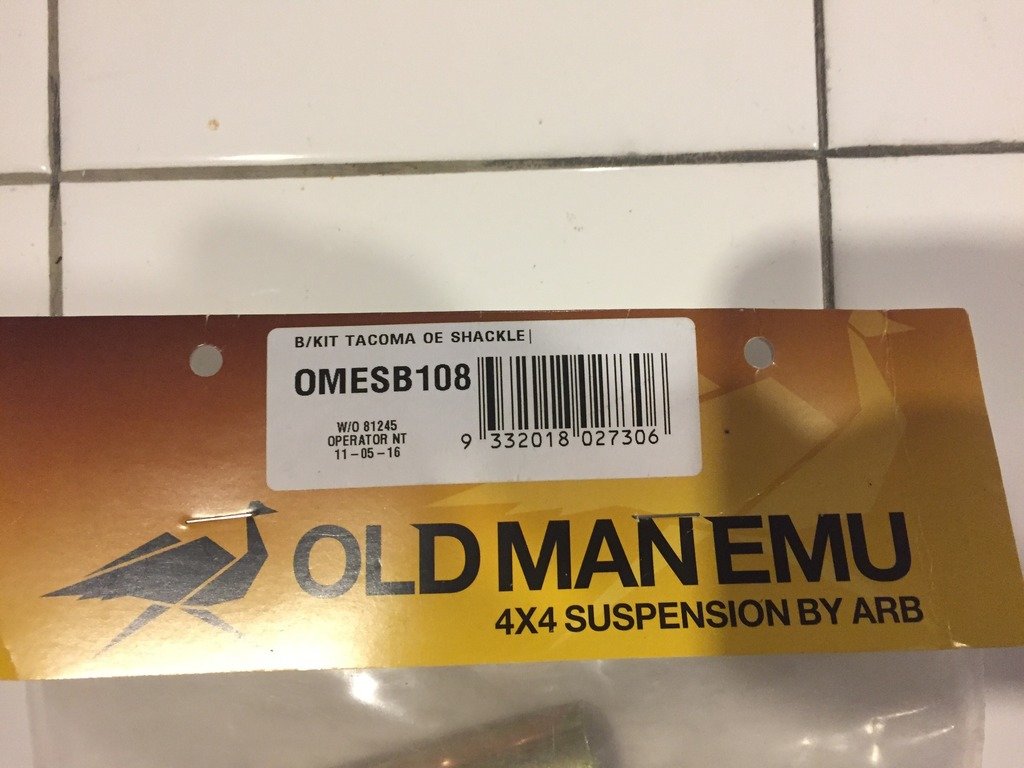 B/KIT TACOMA OE SHACKLE|
OMESB108
W/O 81245
OPERATOR NT
11-05-16
9 332018 027306
OLD MAN EMU
4X4 SUSPENSION BY ARB